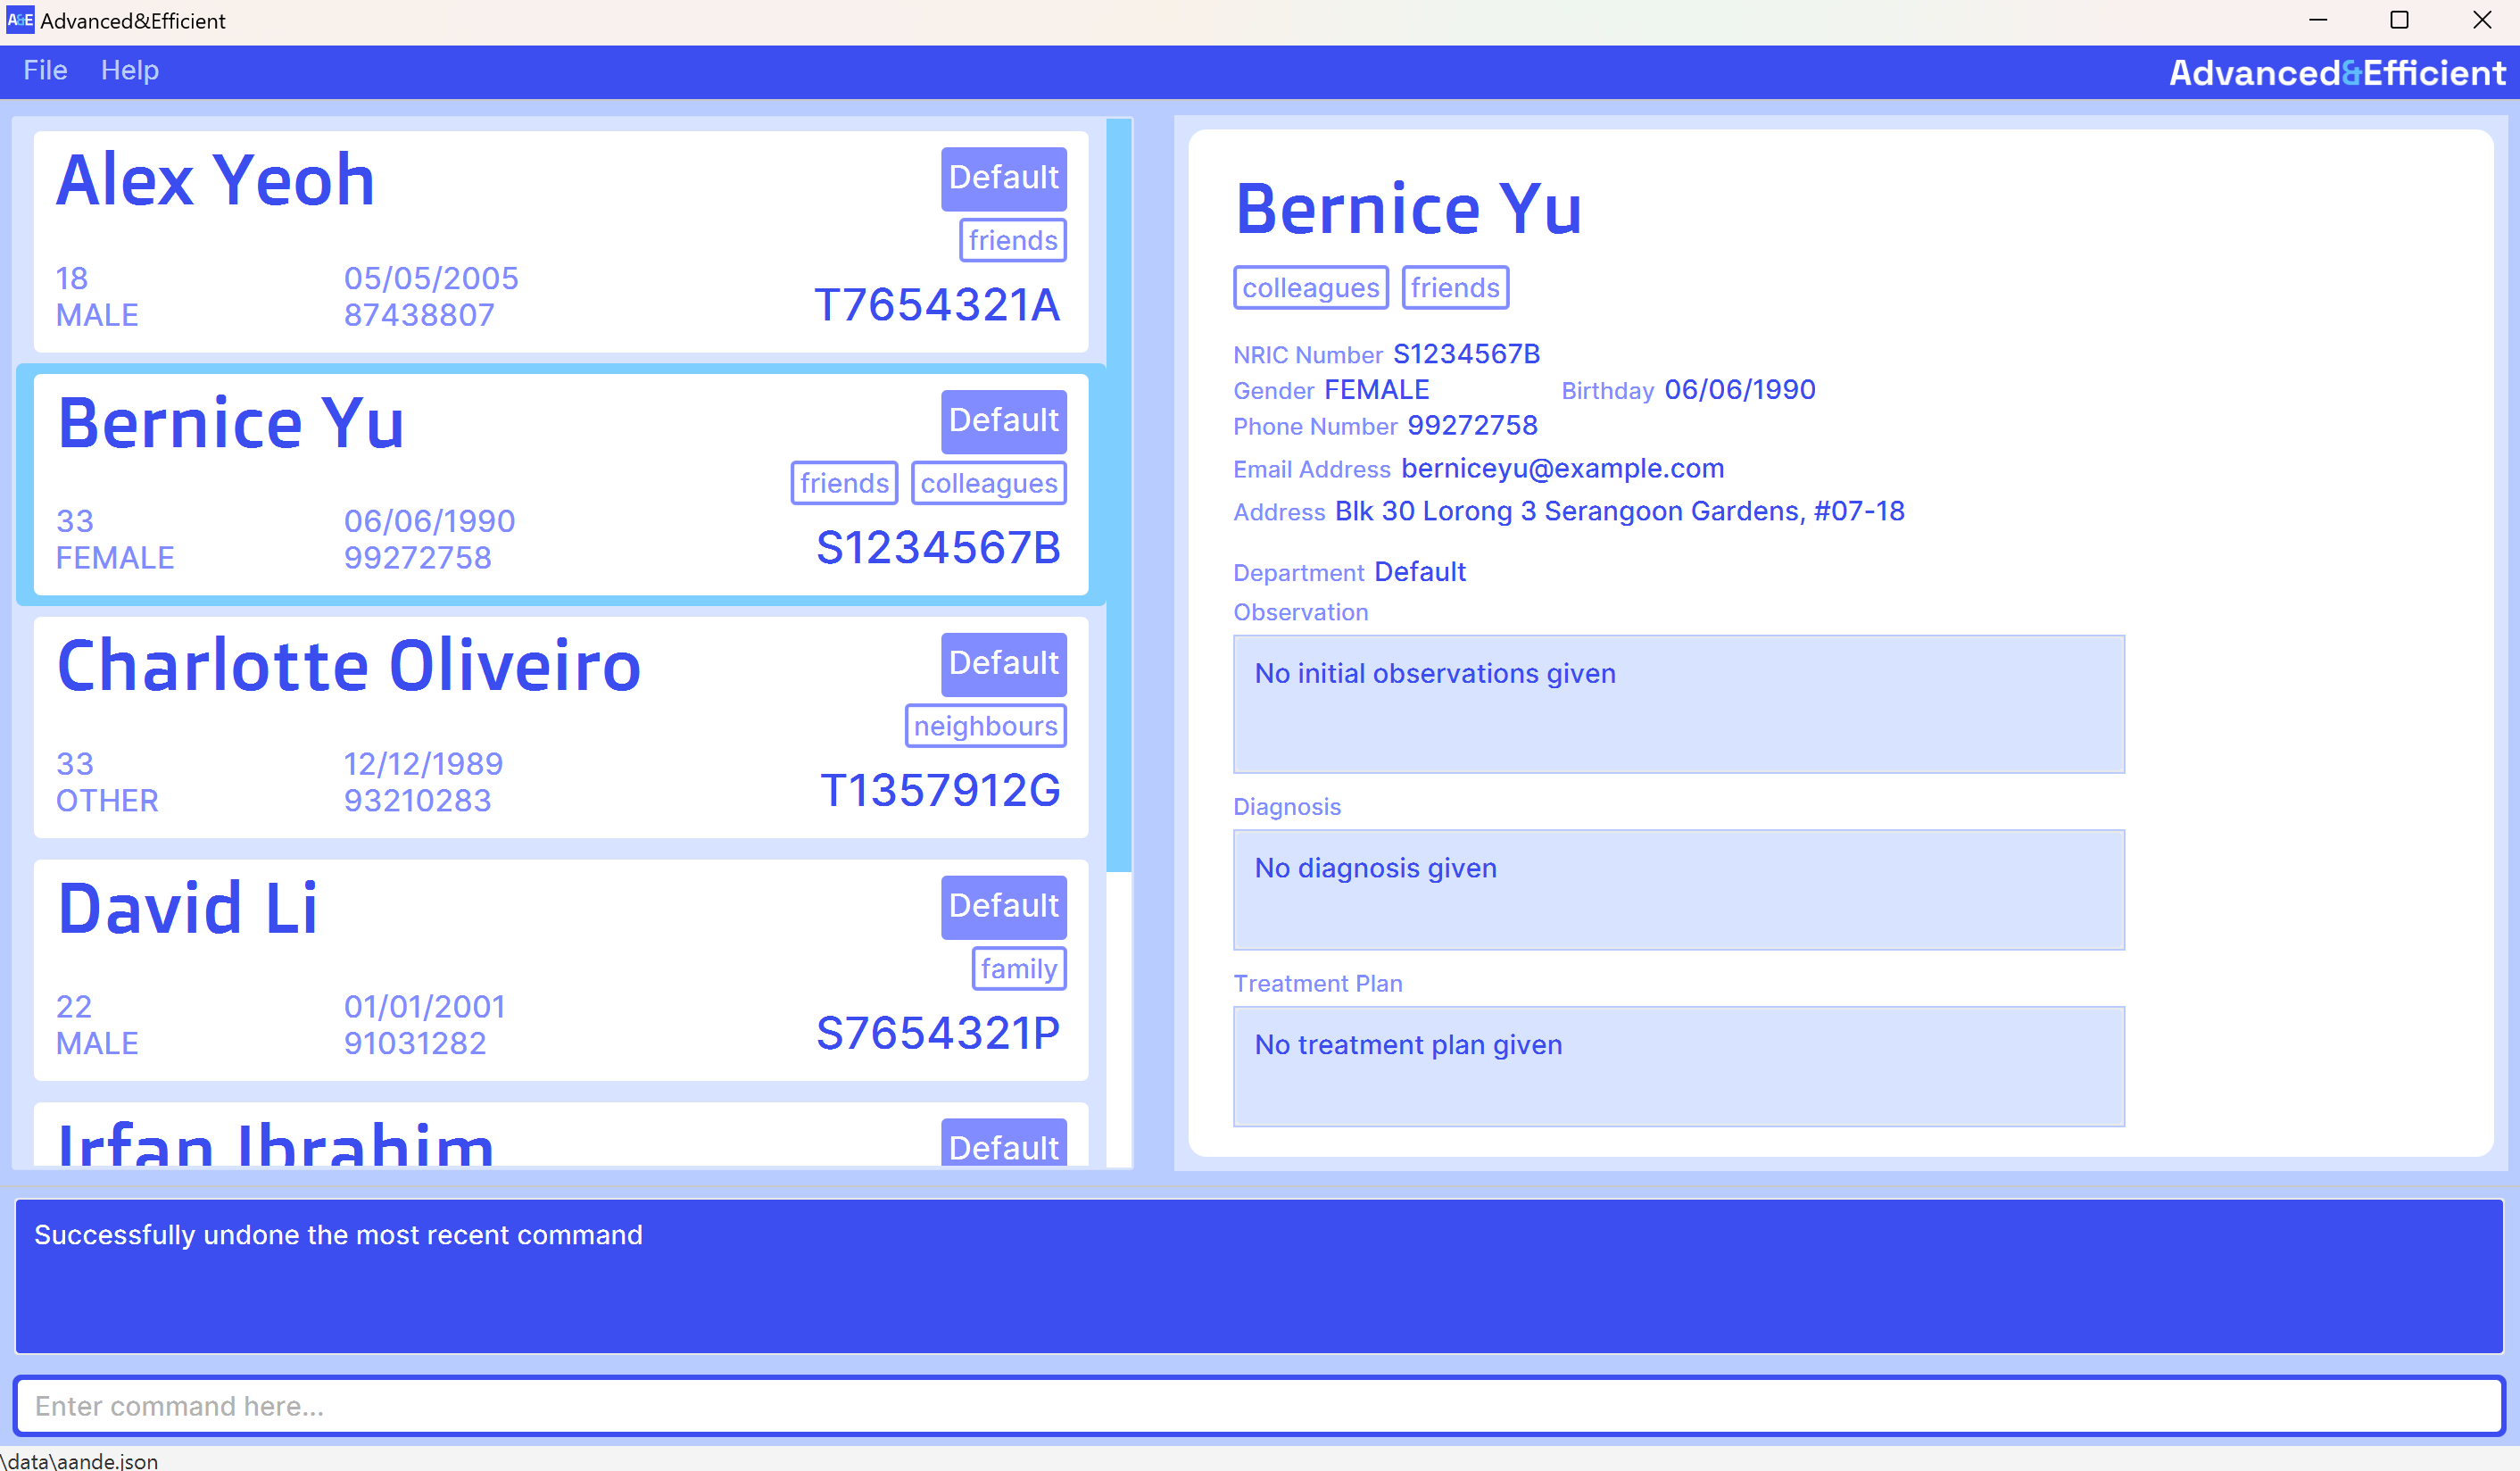 A&E Advanced&Efficient
File Help
Advanced&Efficient
Alex Yeoh
Default
friends
18 05/05/2005
MALE 87438807
T7654321A
Bernice Yu
Default
friends colleagues
33 06/06/1990
FEMALE 99272758
S1234567B
Charlotte Oliveiro
Default
neighbours
33 12/12/1989
OTHER 93210283
T1357912G
David Li
Default
family
22 01/01/2001
MALE 91031282
S7654321P
Irfan Ibrahim
Default
Bernice Yu
colleagues friends
NRIC Number S1234567B
Gender FEMALE Birthday 06/06/1990
Phone Number 99272758
Email Address berniceyu@example.com
Address Blk 30 Lorong 3 Serangoon Gardens, #07-18
Department Default
Observation
No initial observations given
Diagnosis
No diagnosis given
Treatment Plan
No treatment plan given
Successfully undone the most recent command
Enter command here...
\data\aande.json